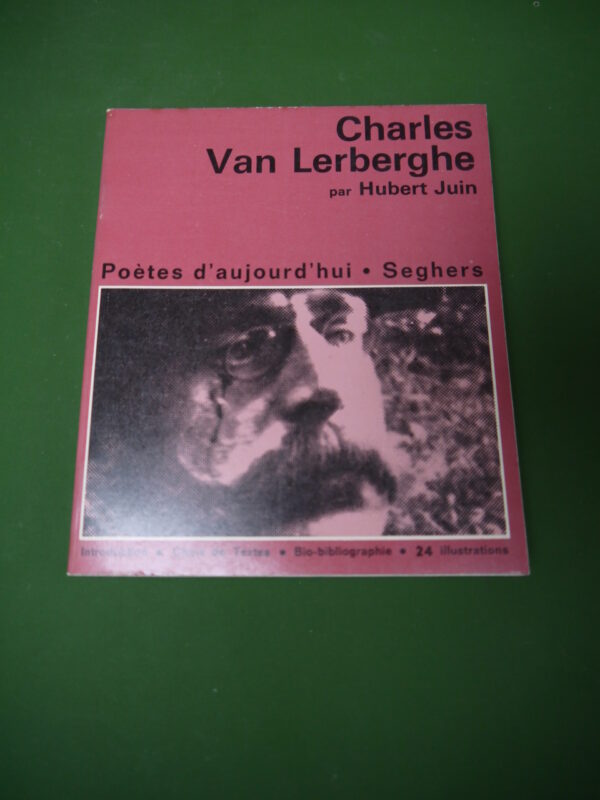 Charles
Van Lerberghe
par Hubert Juin
Poètes d'aujourd'hui • Seghers
Introduction • Choix de Textes • Bio-bibliographie • 24 illustrations